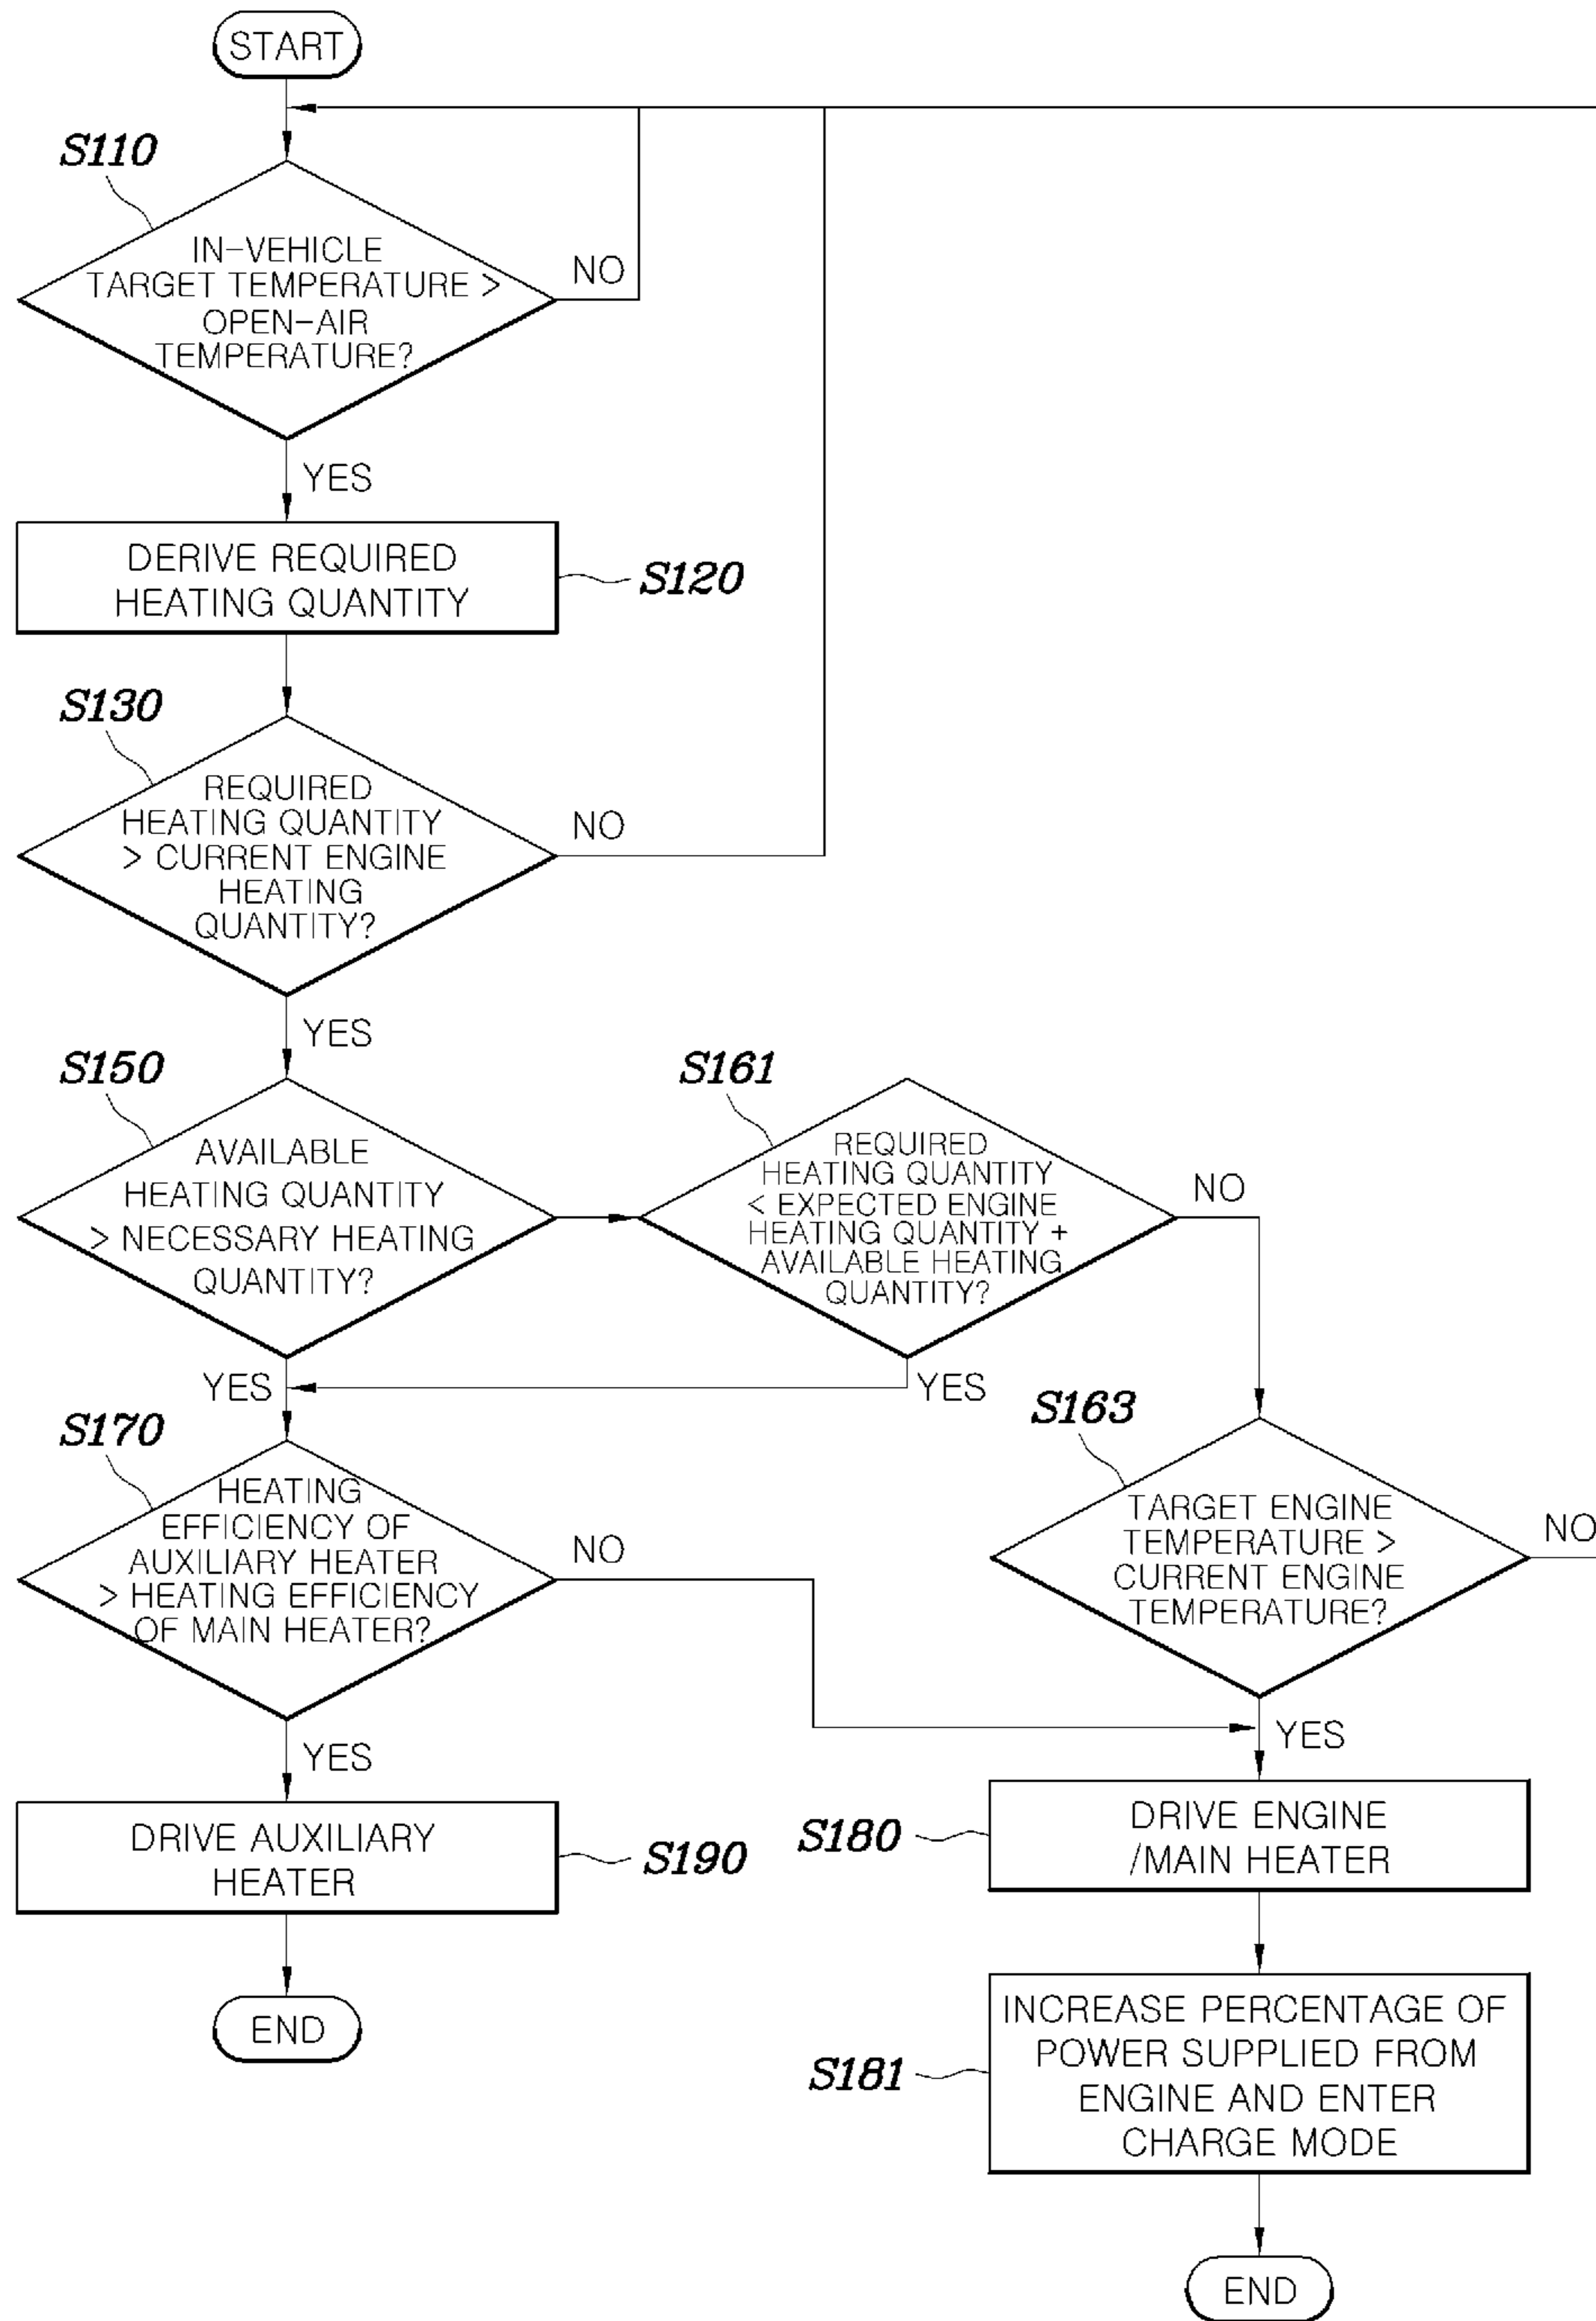 START
S110
IN-VEHICLE
TARGET TEMPERATURE >
OPEN-AIR
TEMPERATURE?
NO
YES
DERIVE REQUIRED
HEATING QUANTITY
S120
S130
REQUIRED
HEATING QUANTITY
> CURRENT ENGINE
HEATING
QUANTITY?
NO
YES
S150
AVAILABLE
HEATING QUANTITY
> NECESSARY HEATING
QUANTITY?
YES
S161
REQUIRED
HEATING QUANTITY
< EXPECTED ENGINE
HEATING QUANTITY +
AVAILABLE HEATING
QUANTITY?
NO
YES
S163
TARGET ENGINE
TEMPERATURE >
CURRENT ENGINE
TEMPERATURE?
NO
YES
S170
HEATING
EFFICIENCY OF
AUXILIARY HEATER
> HEATING EFFICIENCY
OF MAIN HEATER?
NO
YES
DRIVE AUXILIARY
HEATER
S190
END
S180
DRIVE ENGINE
/MAIN HEATER
S181
INCREASE PERCENTAGE OF
POWER SUPPLIED FROM
ENGINE AND ENTER
CHARGE MODE
END